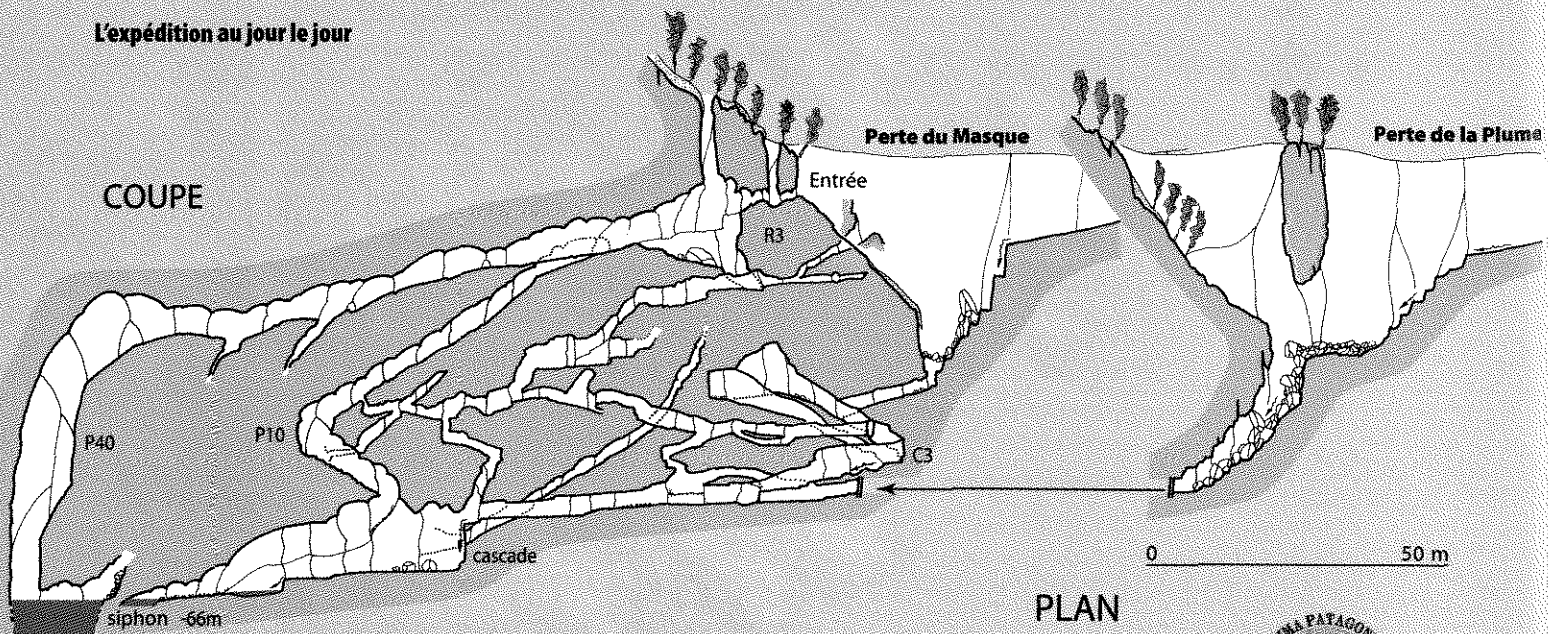 L'expédition au jour le jour
COUPE
Perte du Masque
Perte de la Plume
Entrée
R3
P40
P10
C3
cascade
0 50 m
siphon -66m
PLAN